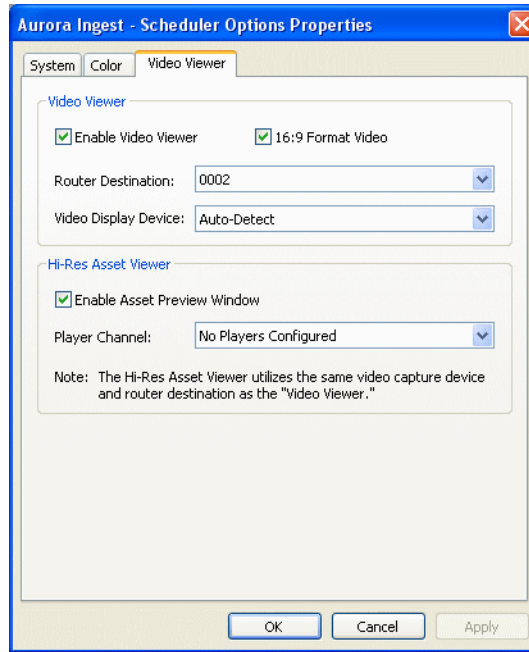 Aurora Ingest - Scheduler Options Properties
System Color Video Viewer
Video Viewer
Enable Video Viewer 16:9 Format Video
Router Destination: 0002
Video Display Device: Auto-Detect
Hi-Res Asset Viewer
Enable Asset Preview Window
Player Channel: No Players Configured
Note: The Hi-Res Asset Viewer utilizes the same video capture device
and router destination as the "Video Viewer."
OK Cancel Apply